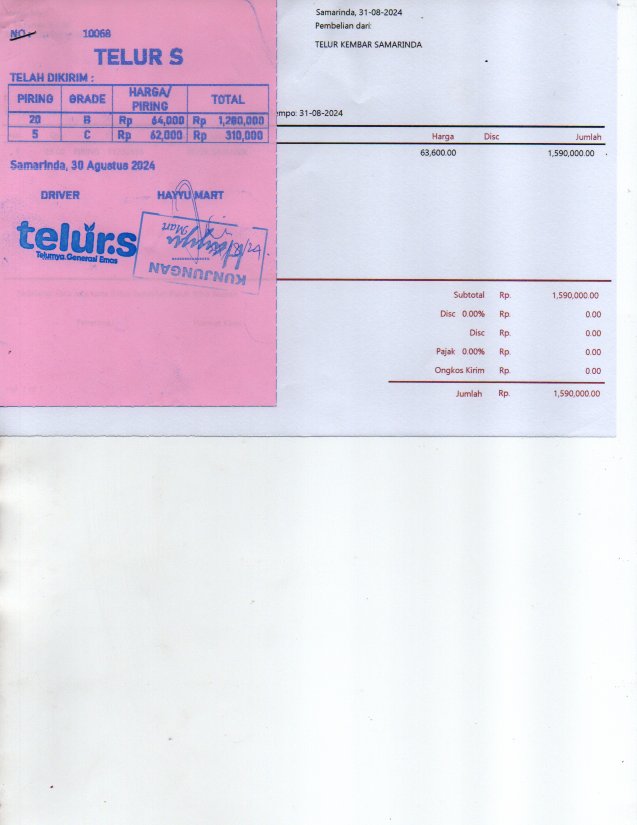 NO : 10068
TELUR S
TELAH DIKIRIM :
PIRING GRADE HARGA/ PIRING TOTAL
20 B Rp 64,000 Rp 1,280,000
5 C Rp 62,000 Rp 310,000
Samarinda, 30 Agustus 2024
DRIVER HAYYU MART
telur.s
Telurnya Generasi Emas
KUNJUNGAN
Mart
Samarinda, 31-08-2024
Pembelian dari:
TELUR KEMBAR SAMARINDA
empo: 31-08-2024
Harga Disc Jumlah
63,600.00 1,590,000.00
Subtotal Rp. 1,590,000.00
Disc 0.00% Rp. 0.00
Disc Rp. 0.00
Pajak 0.00% Rp. 0.00
Ongkos Kirim Rp. 0.00
Jumlah Rp. 1,590,000.00